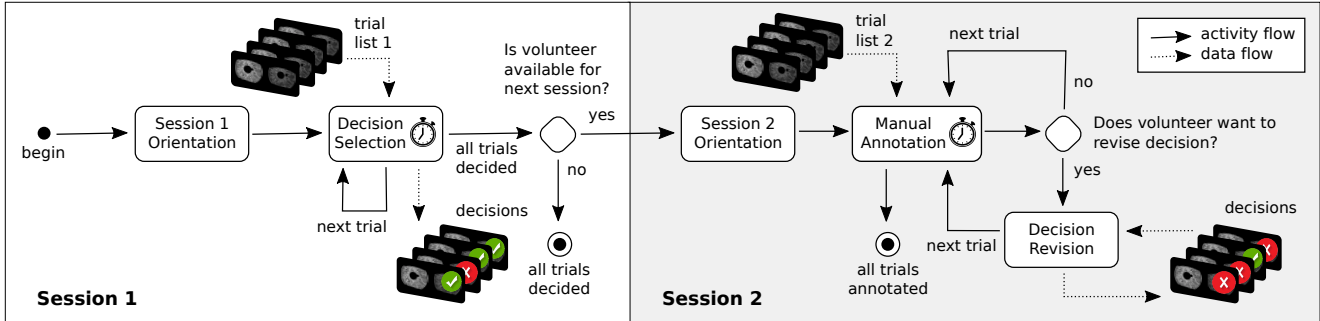 trial
list 1
Is volunteer
available for
next session?
begin
Session 1
Orientation
Decision
Selection
all trials
decided
yes
no
next trial
decisions
all trials
decided
Session 1
trial
list 2
next trial
no
activity flow
data flow
Session 2
Orientation
Manual
Annotation
Does volunteer want to
revise decision?
yes
next trial
Decision
Revision
decisions
all trials
annotated
Session 2